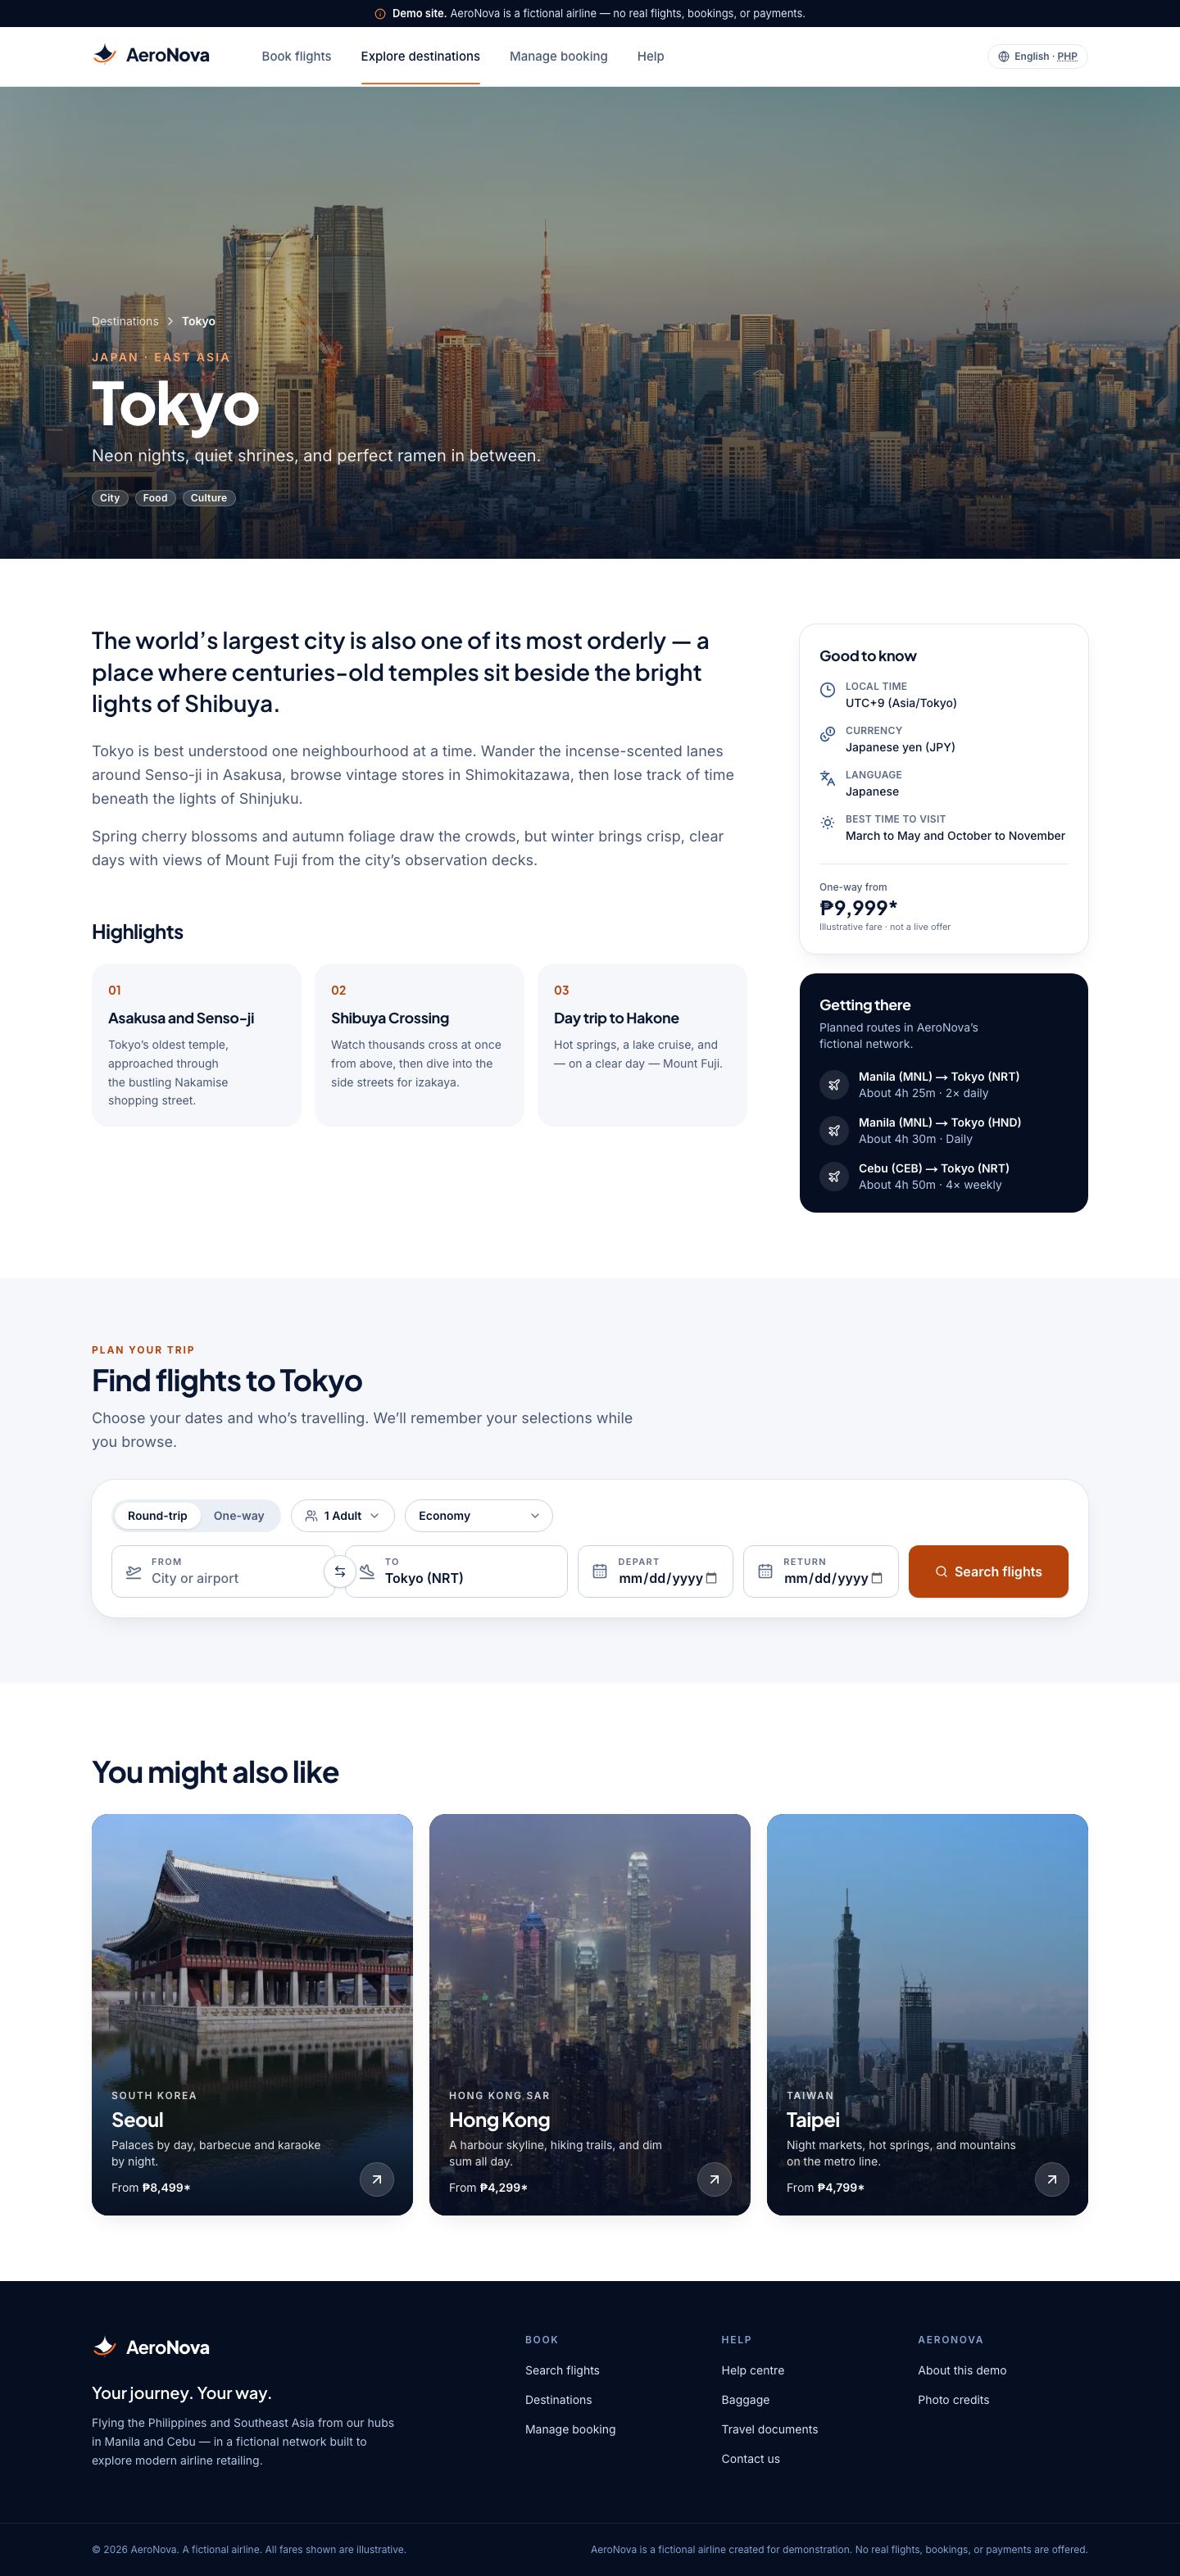 Demo site. AeroNova is a fictional airline — no real flights, bookings, or payments.
AeroNova
Book flights
Explore destinations
Manage booking
Help
English · PHP
Destinations > Tokyo
JAPAN · EAST ASIA
Tokyo
Neon nights, quiet shrines, and perfect ramen in between.
City
Food
Culture
The world’s largest city is also one of its most orderly — a
place where centuries-old temples sit beside the bright
lights of Shibuya.
Tokyo is best understood one neighbourhood at a time. Wander the incense-scented lanes
around Senso-ji in Asakusa, browse vintage stores in Shimokitazawa, then lose track of time
beneath the lights of Shinjuku.
Spring cherry blossoms and autumn foliage draw the crowds, but winter brings crisp, clear
days with views of Mount Fuji from the city’s observation decks.
Highlights
01
Asakusa and Senso-ji
Tokyo’s oldest temple,
approached through
the bustling Nakamise
shopping street.
02
Shibuya Crossing
Watch thousands cross at once
from above, then dive into the
side streets for izakaya.
03
Day trip to Hakone
Hot springs, a lake cruise, and
— on a clear day — Mount Fuji.
Good to know
LOCAL TIME
UTC+9 (Asia/Tokyo)
CURRENCY
Japanese yen (JPY)
LANGUAGE
Japanese
BEST TIME TO VISIT
March to May and October to November
One-way from
₱9,999*
Illustrative fare · not a live offer
Getting there
Planned routes in AeroNova’s
fictional network.
Manila (MNL) → Tokyo (NRT)
About 4h 25m · 2× daily
Manila (MNL) → Tokyo (HND)
About 4h 30m · Daily
Cebu (CEB) → Tokyo (NRT)
About 4h 50m · 4× weekly
PLAN YOUR TRIP
Find flights to Tokyo
Choose your dates and who’s travelling. We’ll remember your selections while
you browse.
Round-trip
One-way
1 Adult
Economy
FROM
City or airport
TO
Tokyo (NRT)
DEPART
mm/dd/yyyy
RETURN
mm/dd/yyyy
Search flights
You might also like
SOUTH KOREA
Seoul
Palaces by day, barbecue and karaoke
by night.
From ₱8,499*
HONG KONG SAR
Hong Kong
A harbour skyline, hiking trails, and dim
sum all day.
From ₱4,299*
TAIWAN
Taipei
Night markets, hot springs, and mountains
on the metro line.
From ₱4,799*
AeroNova
Your journey. Your way.
Flying the Philippines and Southeast Asia from our hubs
in Manila and Cebu — in a fictional network built to
explore modern airline retailing.
BOOK
Search flights
Destinations
Manage booking
HELP
Help centre
Baggage
Travel documents
Contact us
AERONOVA
About this demo
Photo credits
© 2026 AeroNova. A fictional airline. All fares shown are illustrative.
AeroNova is a fictional airline created for demonstration. No real flights, bookings, or payments are offered.